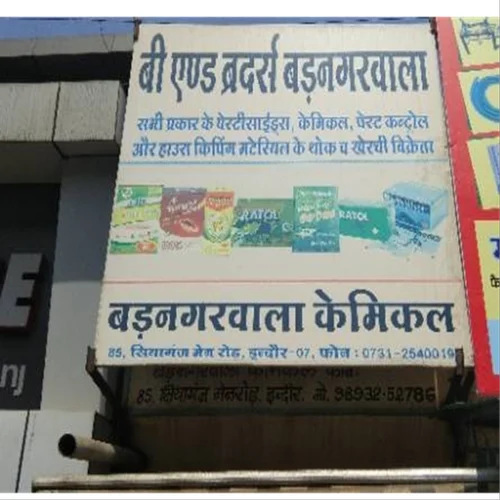 बी एण्ड ब्रदर्स बड़नगरवाला
सभी प्रकार के पेस्टीसाईड्स, केमिकल, पेस्ट कन्ट्रोल
और हाउस किपिंग मटेरियल के थोक व खेरची विक्रेता
RATOL
RATOL
बड़नगरवाला केमिकल
85, सियागंज मेन रोड़, इन्दौर-07, फोन : 0731-2540019
85, सियागंज मेनरोड़, इन्दौर. मो. 98932-52786
E
nj